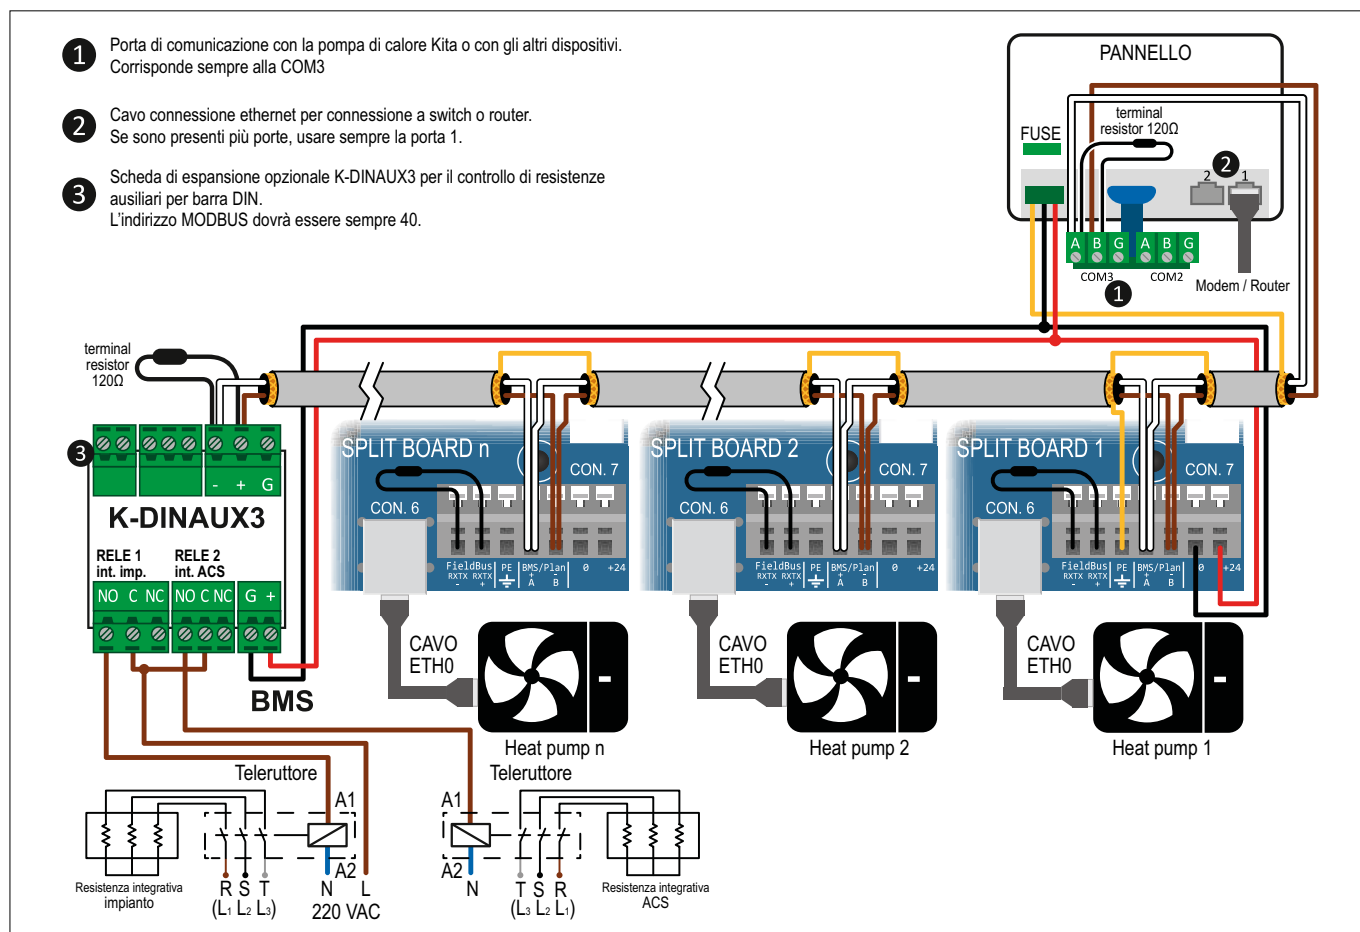 1 Porta di comunicazione con la pompa di calore Kita o con gli altri dispositivi.
Corrisponde sempre alla COM3
2 Cavo connessione ethernet per connessione a switch o router.
Se sono presenti più porte, usare sempre la porta 1.
3 Scheda di espansione opzionale K-DINAUX3 per il controllo di resistenze
ausiliari per barra DIN.
L'indirizzo MODBUS dovrà essere sempre 40.
PANNELLO
FUSE
terminal
resistor 120Ω
2
2 1
A B G A B G
COM3 COM2
1
Modem / Router
terminal
resistor
120Ω
3
- + G
K-DINAUX3
RELE 1
int. imp.
RELE 2
int. ACS
NO C NC NO C NC G +
BMS
SPLIT BOARD n
CON. 7
CON. 6
FieldBus PE BMS/Plan 0 +24
RXTX RXTX + -
- + A B
CAVO
ETH0
Heat pump n
SPLIT BOARD 2
CON. 7
CON. 6
FieldBus PE BMS/Plan 0 +24
RXTX RXTX + -
- + A B
CAVO
ETH0
Heat pump 2
SPLIT BOARD 1
CON. 7
CON. 6
FieldBus PE BMS/Plan 0 +24
RXTX RXTX + -
- + A B
CAVO
ETH0
Heat pump 1
Teleruttore
A1
A2
Resistenza integrativa
impianto
R S T
(L1 L2 L3)
N L
220 VAC
Teleruttore
A1
A2
N
T S R
(L3 L2 L1)
Resistenza integrativa
ACS